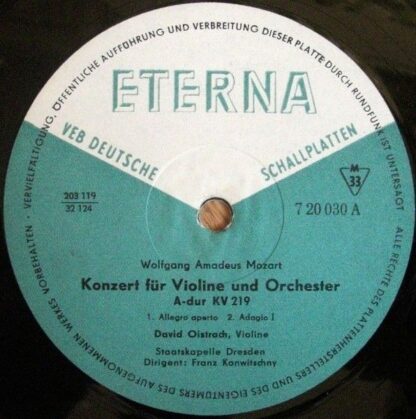 VERVIELFÄLTIGUNG, ÖFFENTLICHE AUFFÜHRUNG UND VERBREITUNG DIESER PLATTE DURCH RUNDFUNK IST UNTERSAGT · ALLE RECHTE DES PLATTENHERSTELLERS UND DES EIGENTÜMERS DES AUFGENOMMENEN WERKES VORBEHALTEN ·
ETERNA
VEB DEUTSCHE SCHALLPLATTEN
203 119
32 124
M
33
7 20 030 A
Wolfgang Amadeus Mozart
Konzert für Violine und Orchester
A-dur KV 219
1. Allegro aperto 2. Adagio I
David Oistrach, Violine
Staatskapelle Dresden
Dirigent: Franz Konwitschny